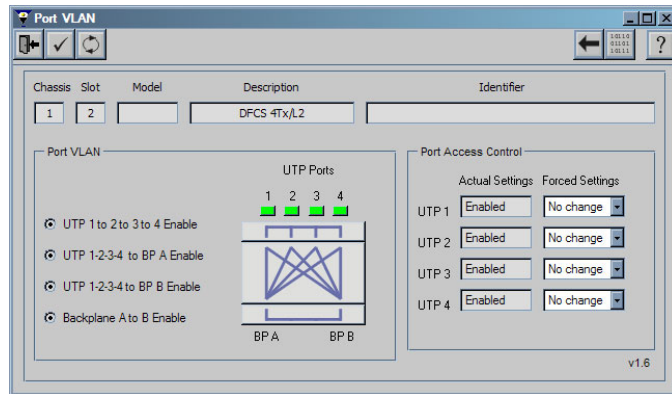 Port VLAN
10110
01101
10111
?
Chassis Slot Model Description Identifier
1 2 DFCS 4Tx/L2
Port VLAN
UTP Ports
1 2 3 4
UTP 1 to 2 to 3 to 4 Enable
UTP 1-2-3-4 to BP A Enable
UTP 1-2-3-4 to BP B Enable
Backplane A to B Enable
BP A BP B
Port Access Control
Actual Settings Forced Settings
UTP 1 Enabled No change
UTP 2 Enabled No change
UTP 3 Enabled No change
UTP 4 Enabled No change
v1.6